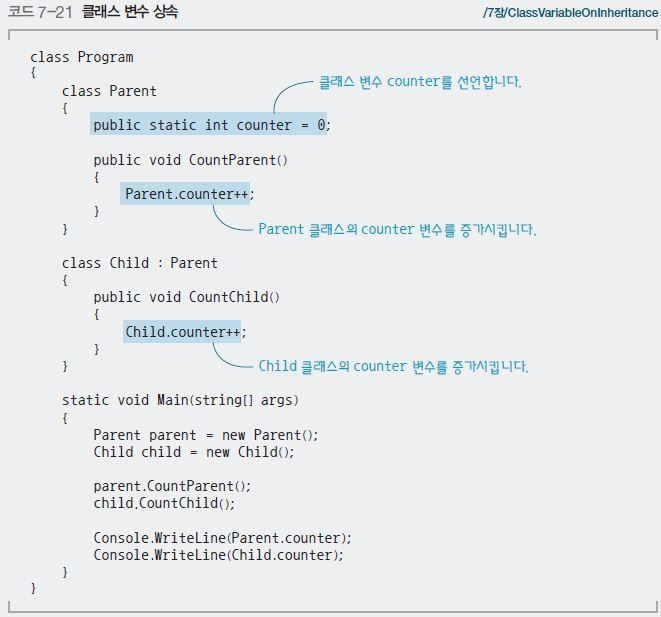 코드 7-21 클래스 변수 상속 /7장/ClassVariableOnInheritance
class Program
{
class Parent
클래스 변수 counter를 선언합니다.
{
public static int counter = 0;
public void CountParent()
{
Parent.counter++;
}
Parent 클래스의 counter 변수를 증가시킵니다.
}
class Child : Parent
{
public void CountChild()
{
Child.counter++;
}
Child 클래스의 counter 변수를 증가시킵니다.
}
static void Main(string[] args)
{
Parent parent = new Parent();
Child child = new Child();
parent.CountParent();
child.CountChild();
Console.WriteLine(Parent.counter);
Console.WriteLine(Child.counter);
}
}